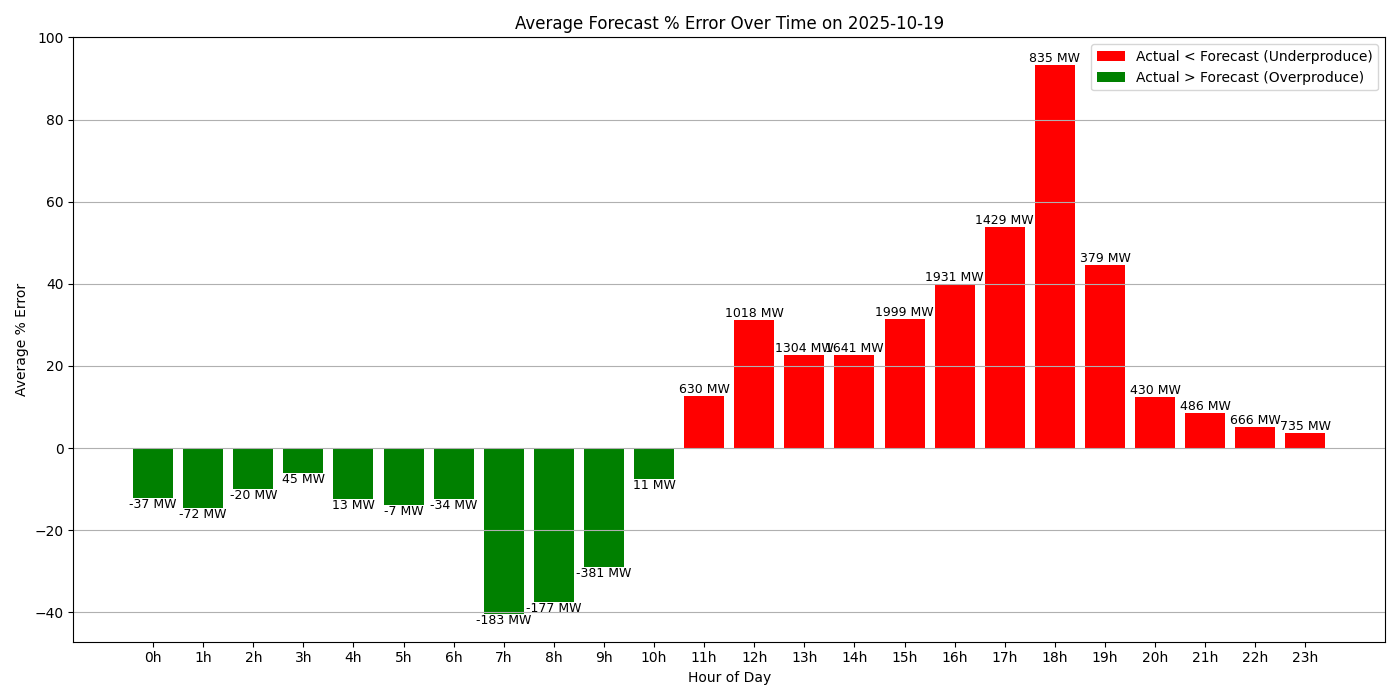 Average Forecast % Error Over Time on 2025-10-19
Average % Error
100
80
60
40
20
0
−20
−40
Actual < Forecast (Underproduce)
Actual > Forecast (Overproduce)
-37 MW
-72 MW
-20 MW
45 MW
13 MW
-7 MW
-34 MW
-183 MW
-177 MW
-381 MW
11 MW
630 MW
1018 MW
1304 MW
1641 MW
1999 MW
1931 MW
1429 MW
835 MW
379 MW
430 MW
486 MW
666 MW
735 MW
0h 1h 2h 3h 4h 5h 6h 7h 8h 9h 10h 11h 12h 13h 14h 15h 16h 17h 18h 19h 20h 21h 22h 23h
Hour of Day